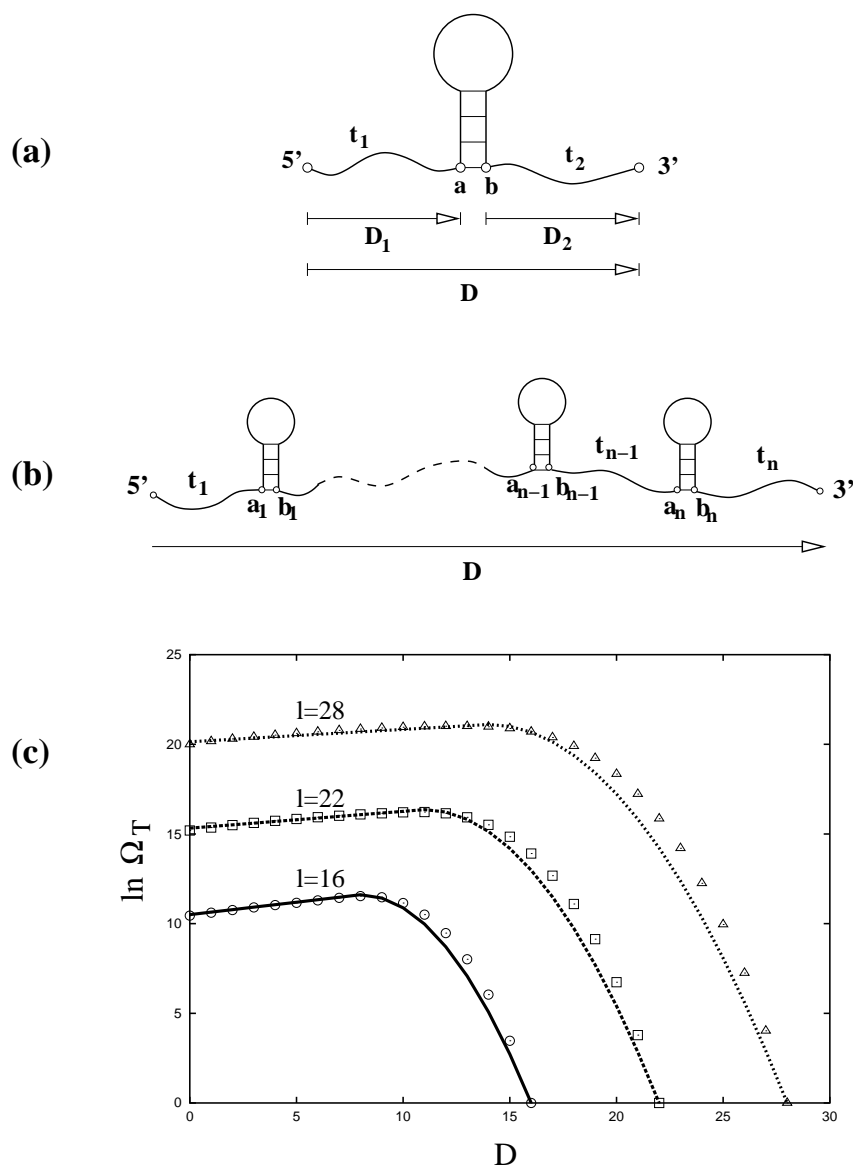 (a)
5’ t1 a b t2 3’
D1 D2
D
(b)
5’ t1 a1 b1 an−1 bn−1 tn−1 an bn tn 3’
D
(c)
25
20
15
10
5
0
ln ΩT
l=28
l=22
l=16
0 5 10 15 20 25 30
D